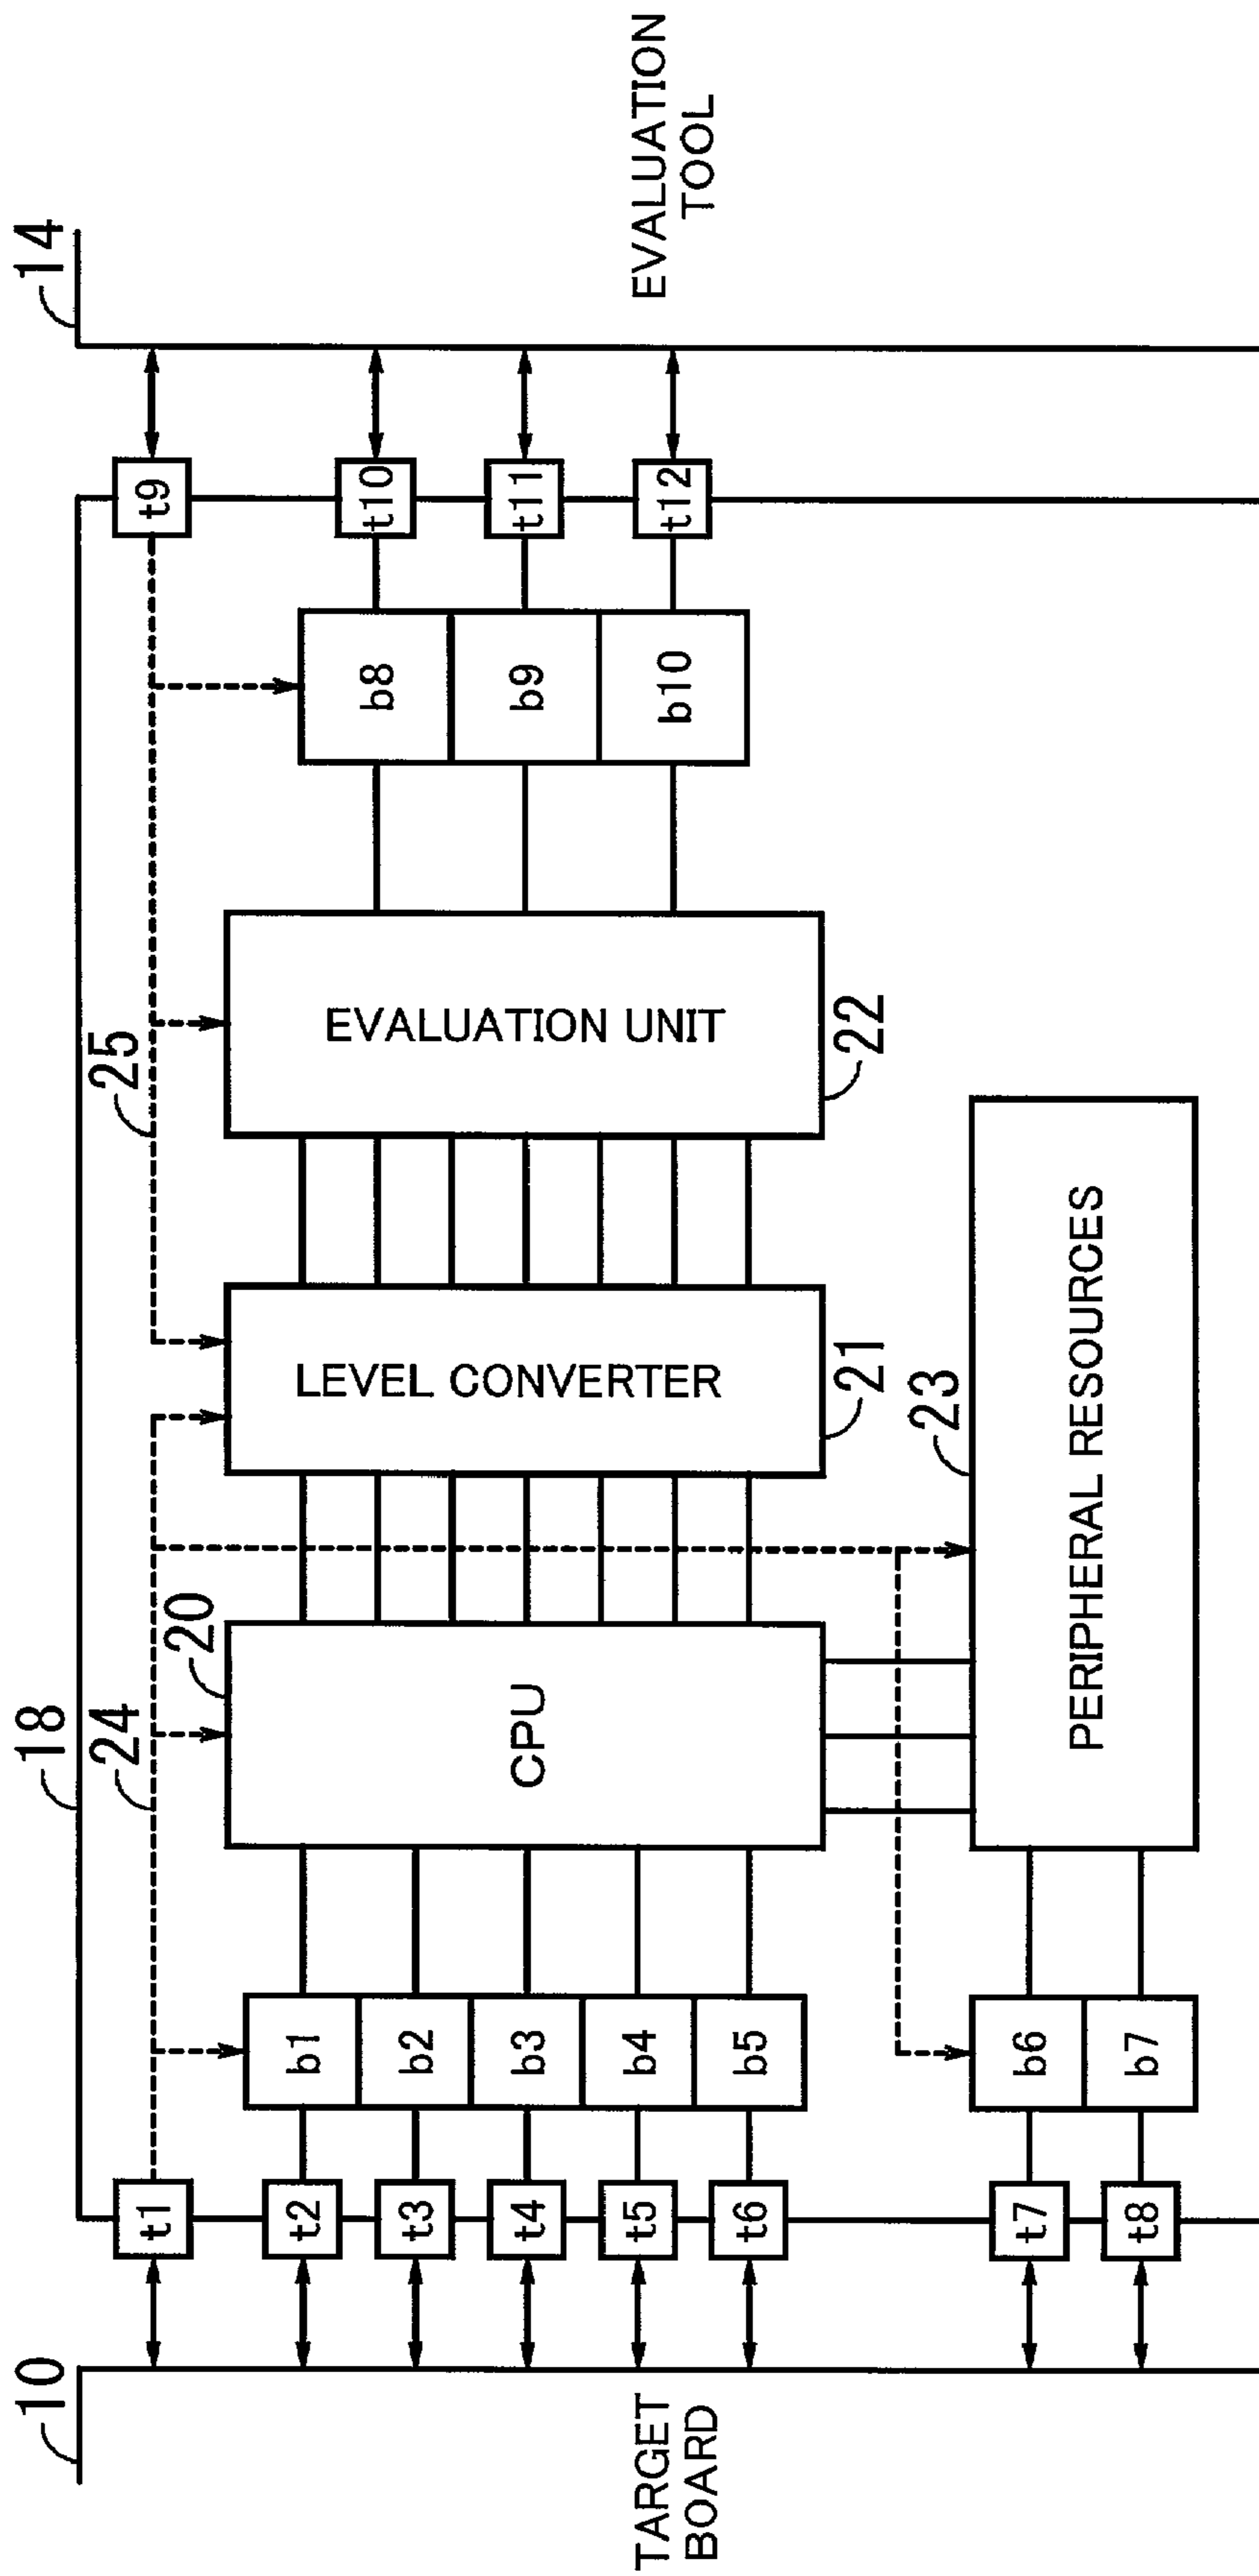 10
18
14
24
25
t1
t9
20
TARGET
BOARD
EVALUATION
TOOL
t2
t3
t4
t5
t6
b1
b2
b3
b4
b5
CPU
LEVEL CONVERTER
21
EVALUATION UNIT
22
b8
b9
b10
t10
t11
t12
23
t7
t8
b6
b7
PERIPHERAL RESOURCES